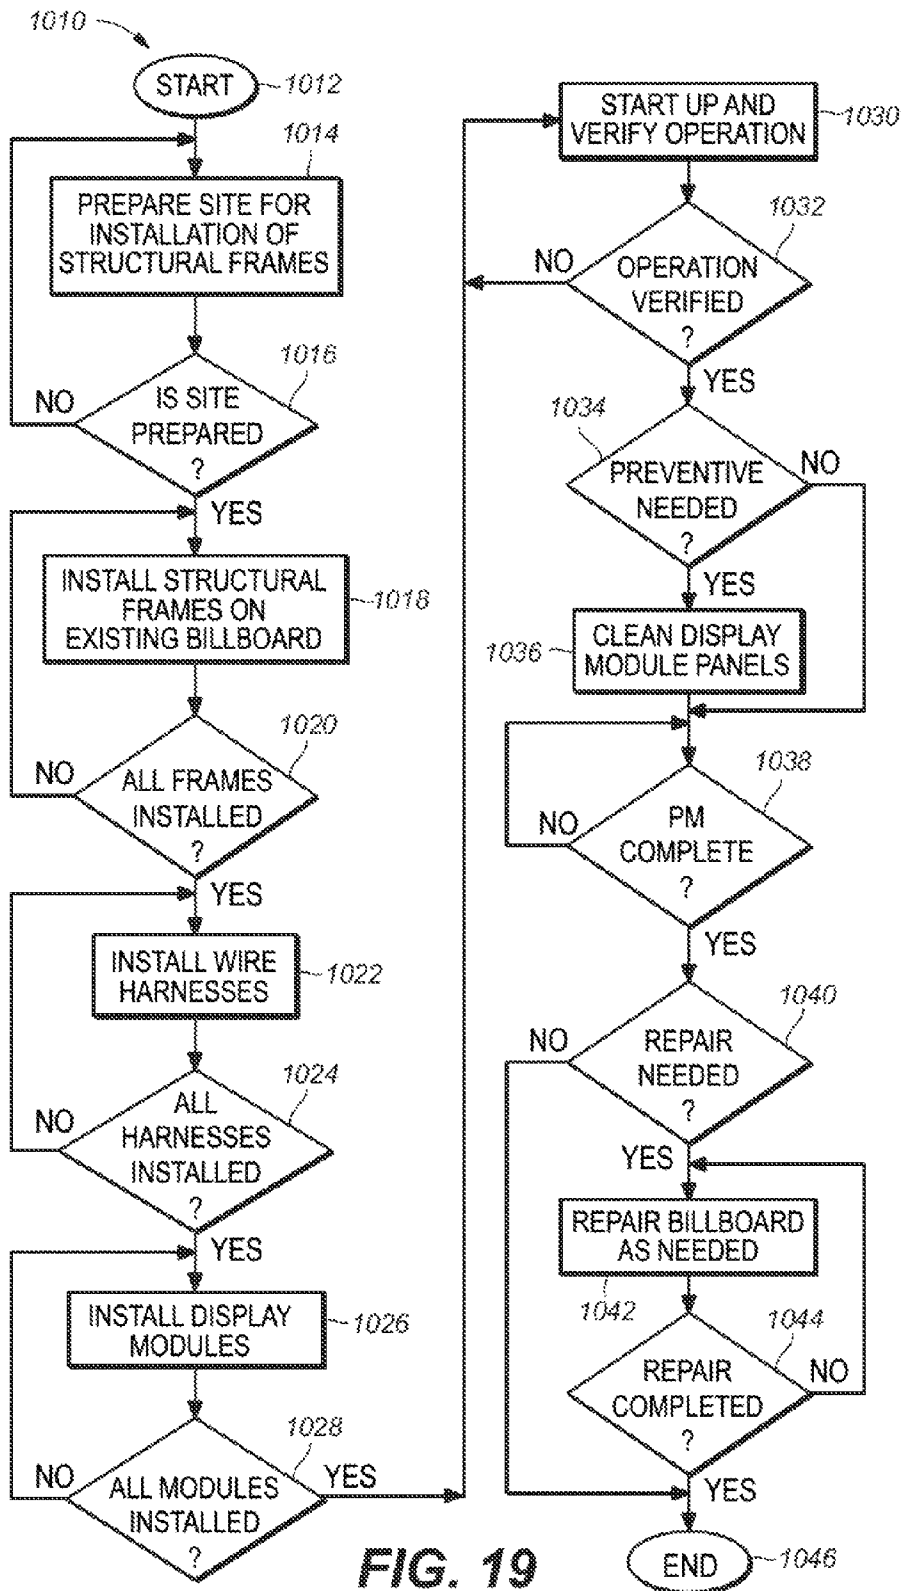 1010
START
1012
1014
PREPARE SITE FOR
INSTALLATION OF
STRUCTURAL FRAMES
1016
NO
IS SITE
PREPARED
?
YES
INSTALL STRUCTURAL
FRAMES ON
EXISTING BILLBOARD
1018
1020
NO
ALL FRAMES
INSTALLED
?
YES
INSTALL WIRE
HARNESSES
1022
1024
NO
ALL
HARNESSES
INSTALLED
?
YES
INSTALL DISPLAY
MODULES
1026
1028
NO
ALL MODULES
INSTALLED
?
YES
START UP AND
VERIFY OPERATION
1030
1032
NO
OPERATION
VERIFIED
?
YES
1034
PREVENTIVE
NEEDED
?
NO
YES
1036
CLEAN DISPLAY
MODULE PANELS
1038
NO
PM
COMPLETE
?
YES
1040
NO
REPAIR
NEEDED
?
YES
REPAIR BILLBOARD
AS NEEDED
1042
1044
REPAIR
COMPLETED
?
NO
YES
END
1046
FIG. 19